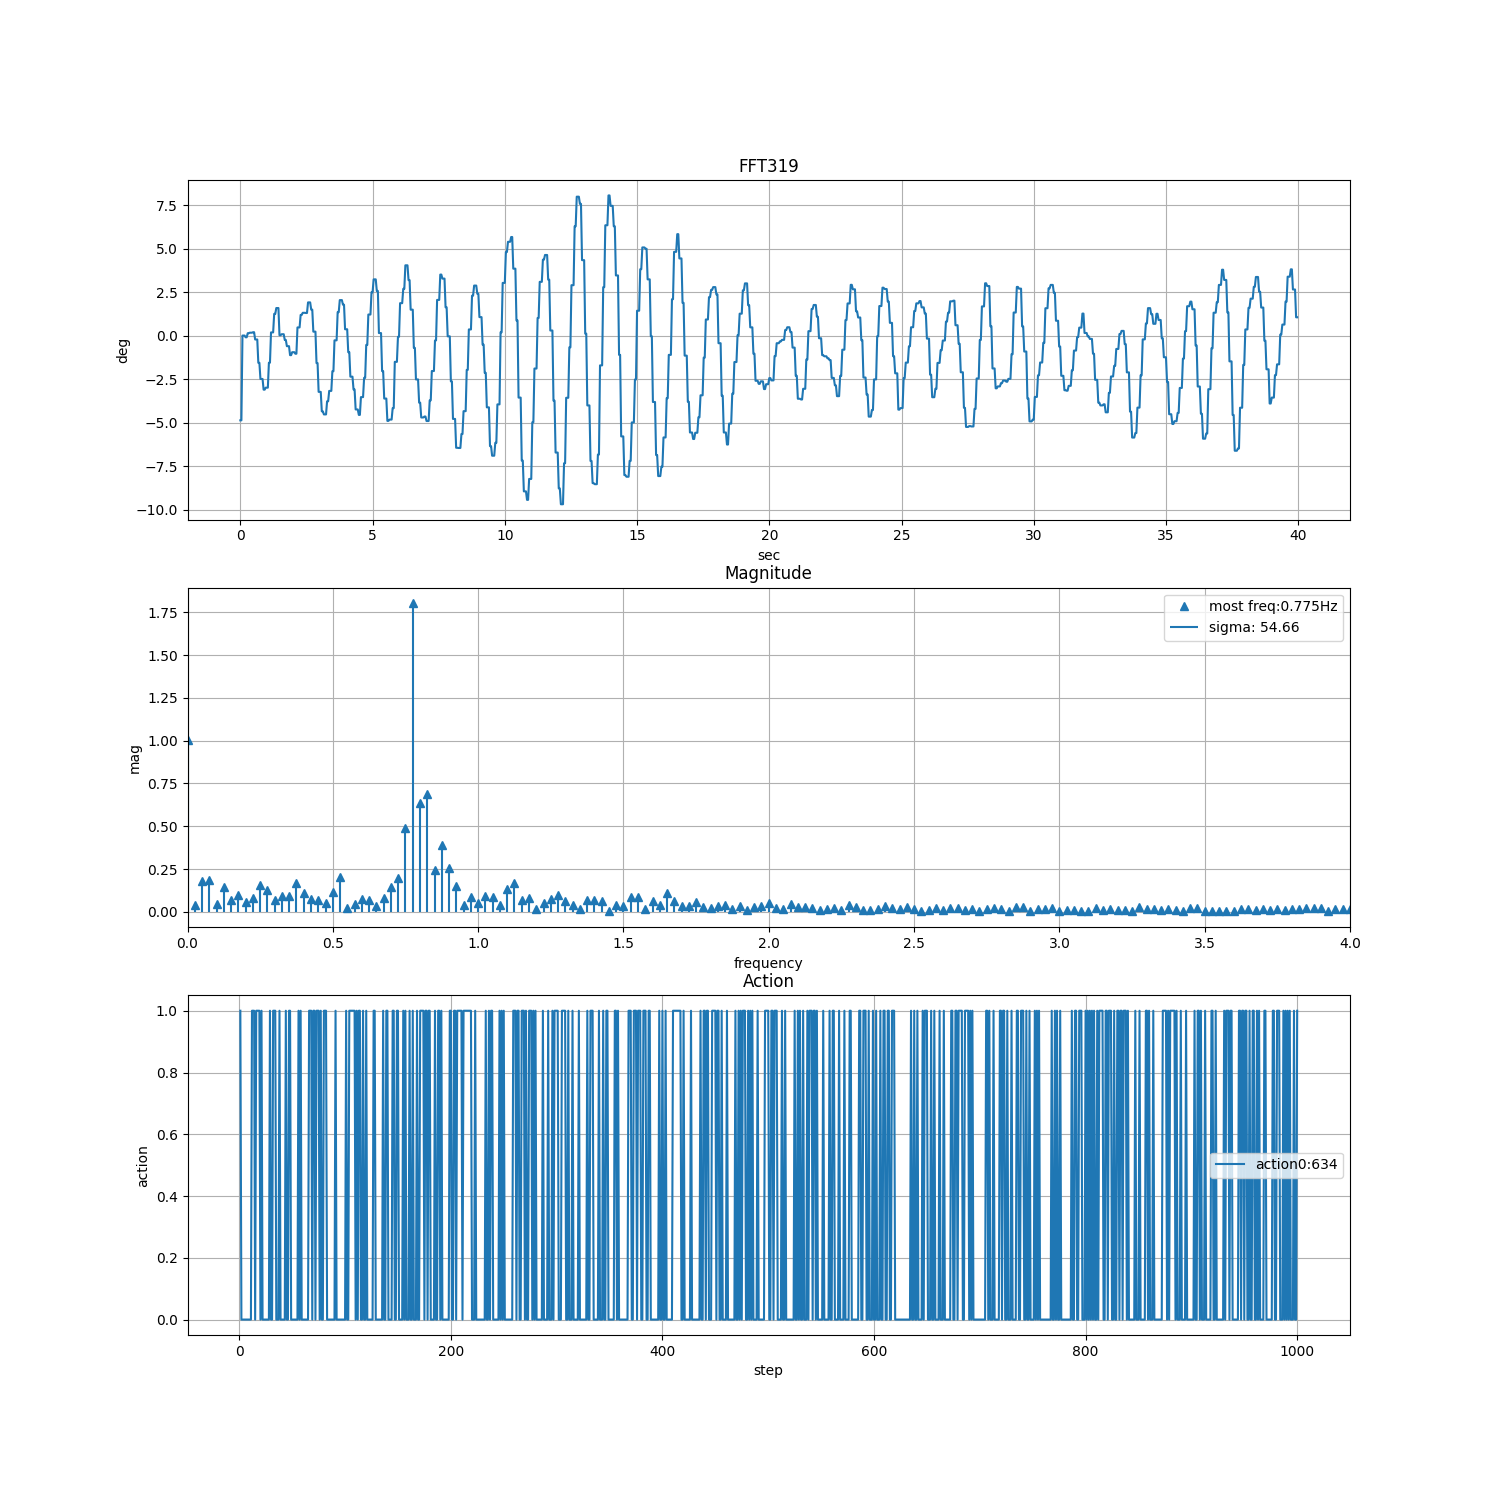 FFT319
7.5
5.0
2.5
0.0
−2.5
−5.0
−7.5
−10.0
deg
0 5 10 15 20 25 30 35 40
sec
Magnitude
1.75
1.50
1.25
1.00
0.75
0.50
0.25
0.00
mag
most freq:0.775Hz
sigma: 54.66
0.0 0.5 1.0 1.5 2.0 2.5 3.0 3.5 4.0
frequency
Action
1.0
0.8
0.6
0.4
0.2
0.0
action
action0:634
0 200 400 600 800 1000
step